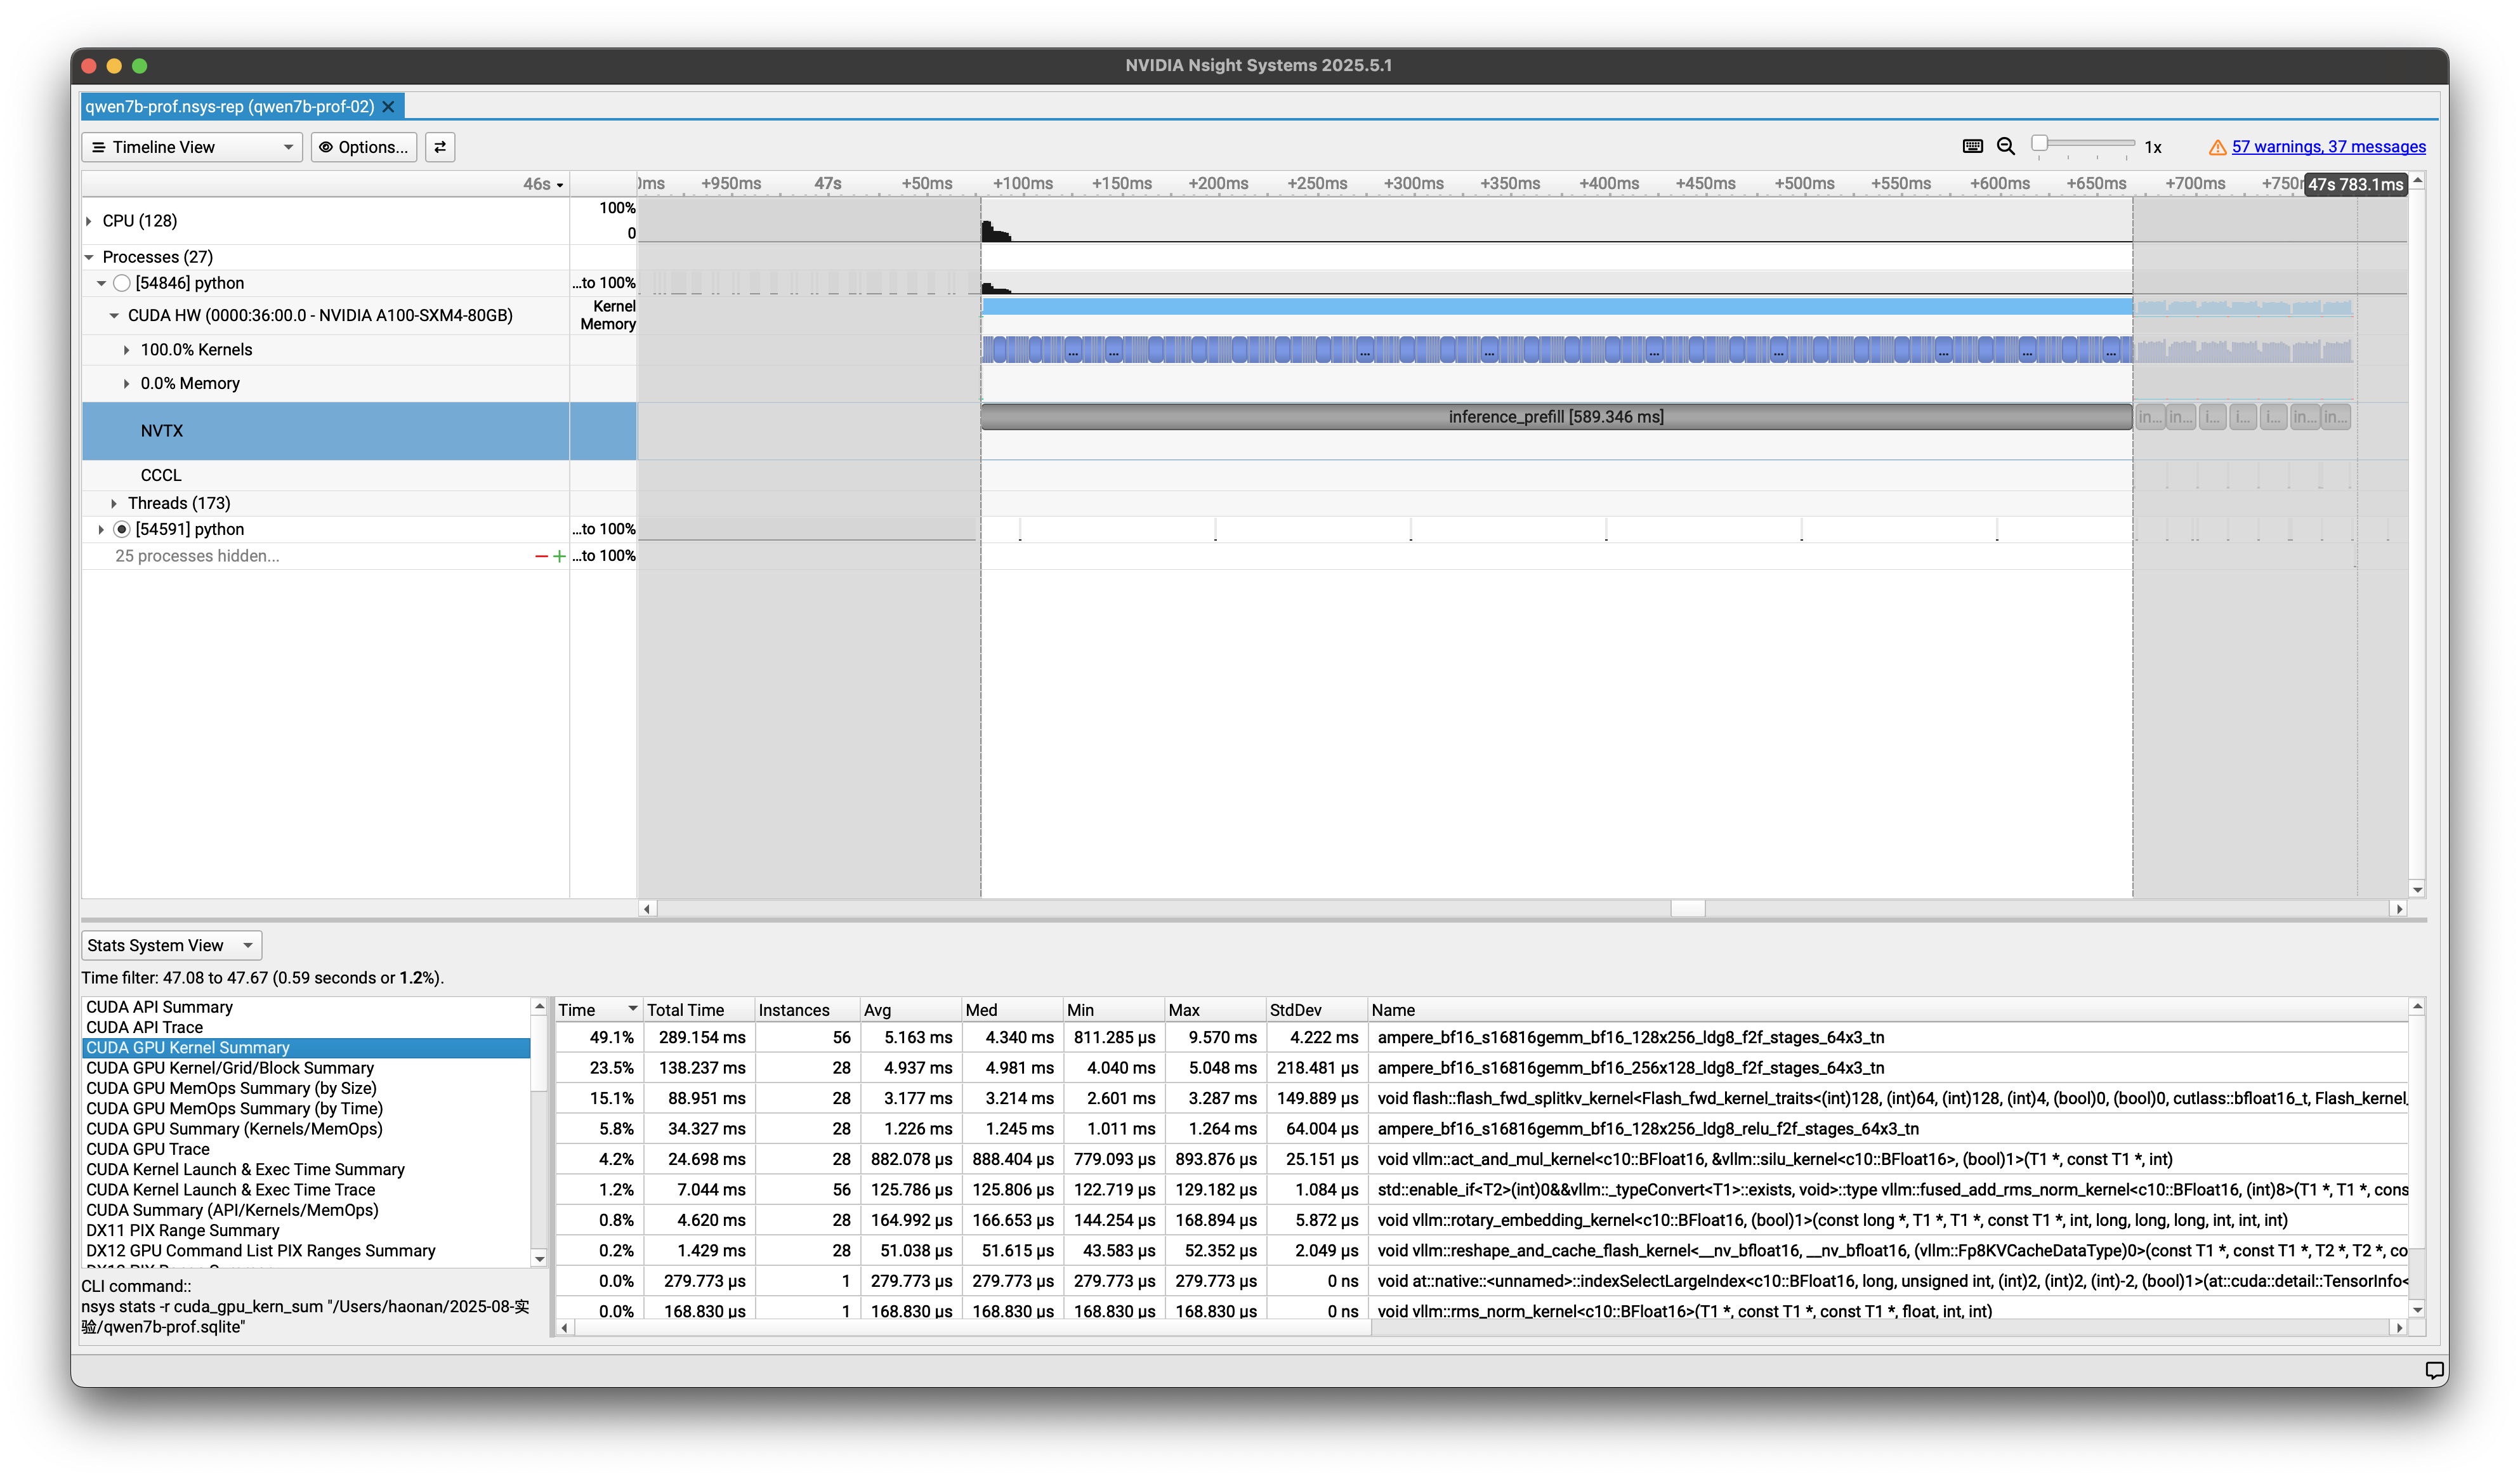 NVIDIA Nsight Systems 2025.5.1
qwen7b-prof.nsys-rep (qwen7b-prof-02)
Timeline View Options... 1x 57 warnings, 37 messages
46s 0ms +950ms 47s +50ms +100ms +150ms +200ms +250ms +300ms +350ms +400ms +450ms +500ms +550ms +600ms +650ms +700ms +750 47s 783.1ms
CPU (128) 100%
0
Processes (27)
[54846] python ...to 100%
CUDA HW (0000:36:00.0 - NVIDIA A100-SXM4-80GB) Kernel
Memory
100.0% Kernels ... ... ... ... ... ... ... ... ...
0.0% Memory
NVTX inference_prefill [589.346 ms] in... in... i... i... i... in... in...
CCCL
Threads (173)
[54591] python ...to 100%
25 processes hidden... ...to 100%
Stats System View
Time filter: 47.08 to 47.67 (0.59 seconds or 1.2%).
CUDA API Summary
CUDA API Trace
CUDA GPU Kernel Summary
CUDA GPU Kernel/Grid/Block Summary
CUDA GPU MemOps Summary (by Size)
CUDA GPU MemOps Summary (by Time)
CUDA GPU Summary (Kernels/MemOps)
CUDA GPU Trace
CUDA Kernel Launch & Exec Time Summary
CUDA Kernel Launch & Exec Time Trace
CUDA Summary (API/Kernels/MemOps)
DX11 PIX Range Summary
DX12 GPU Command List PIX Ranges Summary
CLI command::
nsys stats -r cuda_gpu_kern_sum "/Users/haonan/2025-08-实
验/qwen7b-prof.sqlite"
Time Total Time Instances Avg Med Min Max StdDev Name
49.1% 289.154 ms 56 5.163 ms 4.340 ms 811.285 μs 9.570 ms 4.222 ms ampere_bf16_s16816gemm_bf16_128x256_ldg8_f2f_stages_64x3_tn
23.5% 138.237 ms 28 4.937 ms 4.981 ms 4.040 ms 5.048 ms 218.481 μs ampere_bf16_s16816gemm_bf16_256x128_ldg8_f2f_stages_64x3_tn
15.1% 88.951 ms 28 3.177 ms 3.214 ms 2.601 ms 3.287 ms 149.889 μs void flash::flash_fwd_splitkv_kernel<Flash_fwd_kernel_traits<(int)128, (int)64, (int)128, (int)4, (bool)0, (bool)0, cutlass::bfloat16_t, Flash_kernel_
5.8% 34.327 ms 28 1.226 ms 1.245 ms 1.011 ms 1.264 ms 64.004 μs ampere_bf16_s16816gemm_bf16_128x256_ldg8_relu_f2f_stages_64x3_tn
4.2% 24.698 ms 28 882.078 μs 888.404 μs 779.093 μs 893.876 μs 25.151 μs void vllm::act_and_mul_kernel<c10::BFloat16, &vllm::silu_kernel<c10::BFloat16>, (bool)1>(T1 *, const T1 *, int)
1.2% 7.044 ms 56 125.786 μs 125.806 μs 122.719 μs 129.182 μs 1.084 μs std::enable_if<T2>(int)0&&vllm::_typeConvert<T1>::exists, void>::type vllm::fused_add_rms_norm_kernel<c10::BFloat16, (int)8>(T1 *, T1 *, cons
0.8% 4.620 ms 28 164.992 μs 166.653 μs 144.254 μs 168.894 μs 5.872 μs void vllm::rotary_embedding_kernel<c10::BFloat16, (bool)1>(const long *, T1 *, T1 *, const T1 *, int, long, long, long, int, int, int)
0.2% 1.429 ms 28 51.038 μs 51.615 μs 43.583 μs 52.352 μs 2.049 μs void vllm::reshape_and_cache_flash_kernel<__nv_bfloat16, __nv_bfloat16, (vllm::Fp8KVCacheDataType)0>(const T1 *, const T1 *, T2 *, T2 *, co
0.0% 279.773 μs 1 279.773 μs 279.773 μs 279.773 μs 279.773 μs 0 ns void at::native::<unnamed>::indexSelectLargeIndex<c10::BFloat16, long, unsigned int, (int)2, (int)2, (int)-2, (bool)1>(at::cuda::detail::TensorInfo<
0.0% 168.830 μs 1 168.830 μs 168.830 μs 168.830 μs 168.830 μs 0 ns void vllm::rms_norm_kernel<c10::BFloat16>(T1 *, const T1 *, const T1 *, float, int, int)